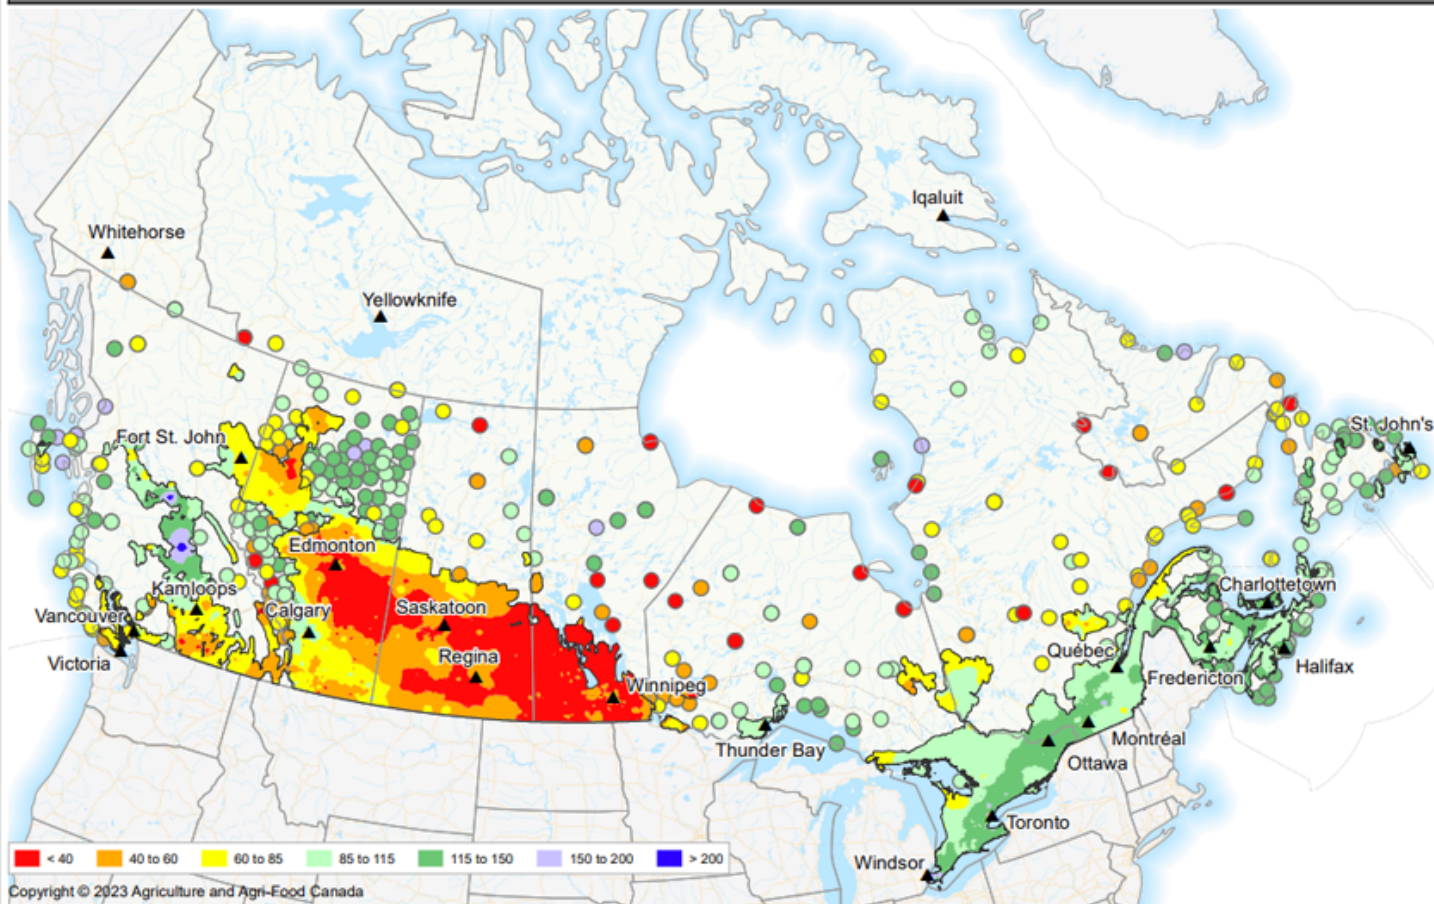 Iqaluit
Whitehorse
Yellowknife
St. John's
Fort St. John
Edmonton
Charlottetown
Kamloops
Saskatoon
Calgary
Vancouver
Québec
Regina
Victoria
Halifax
Fredericton
Winnipeg
Montréal
Thunder Bay
Ottawa
Toronto
Windsor
< 40 40 to 60 60 to 85 85 to 115 115 to 150 150 to 200 > 200
Copyright © 2023 Agriculture and Agri-Food Canada